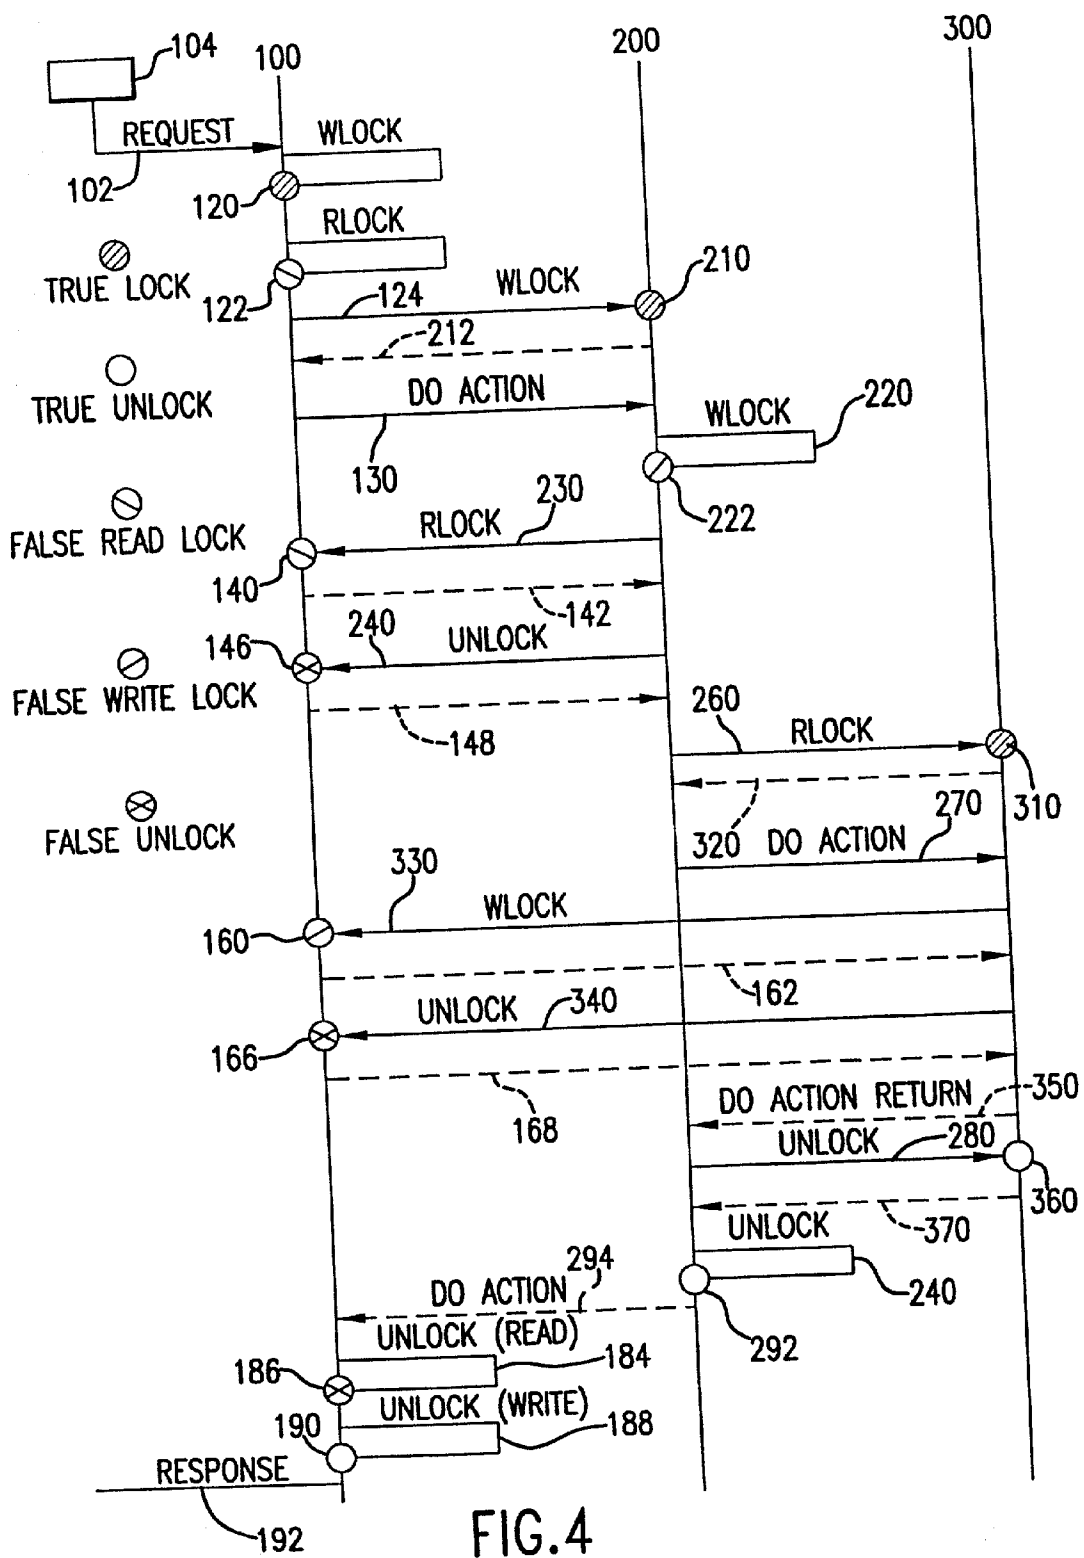 104
100
200
300
REQUEST
WLOCK
102
120
RLOCK
TRUE LOCK
122
124
WLOCK
210
212
TRUE UNLOCK
DO ACTION
130
WLOCK
220
222
FALSE READ LOCK
RLOCK
230
140
142
146
240
UNLOCK
FALSE WRITE LOCK
148
260
RLOCK
310
320
DO ACTION
270
FALSE UNLOCK
330
WLOCK
160
162
UNLOCK
340
166
168
DO ACTION RETURN
350
UNLOCK
280
360
370
UNLOCK
240
294
DO ACTION
292
UNLOCK (READ)
184
186
UNLOCK (WRITE)
188
190
RESPONSE
192
FIG.4